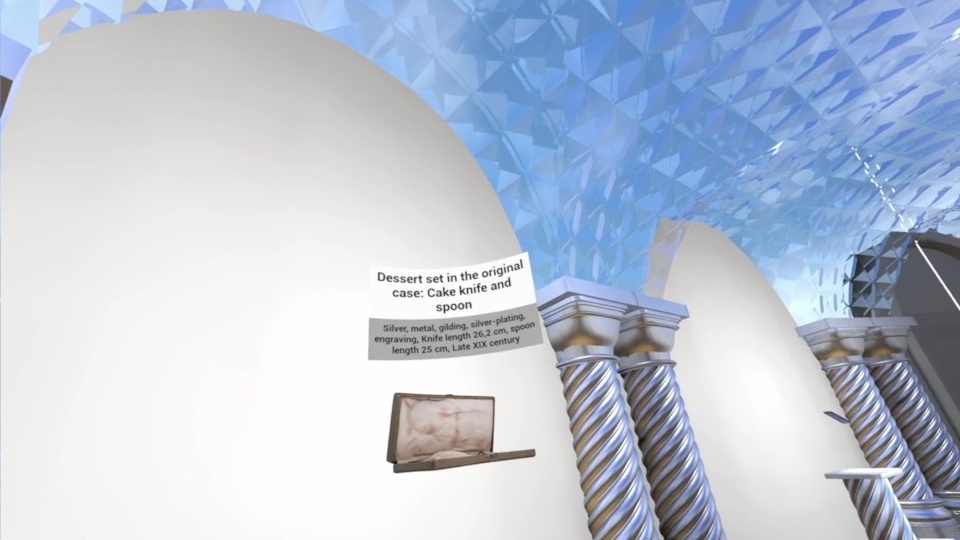 Dessert set in the original
case: Cake knife and
spoon
Silver, metal, gilding, silver-plating,
engraving, Knife length 26,2 cm, spoon
length 25 cm, Late XIX century